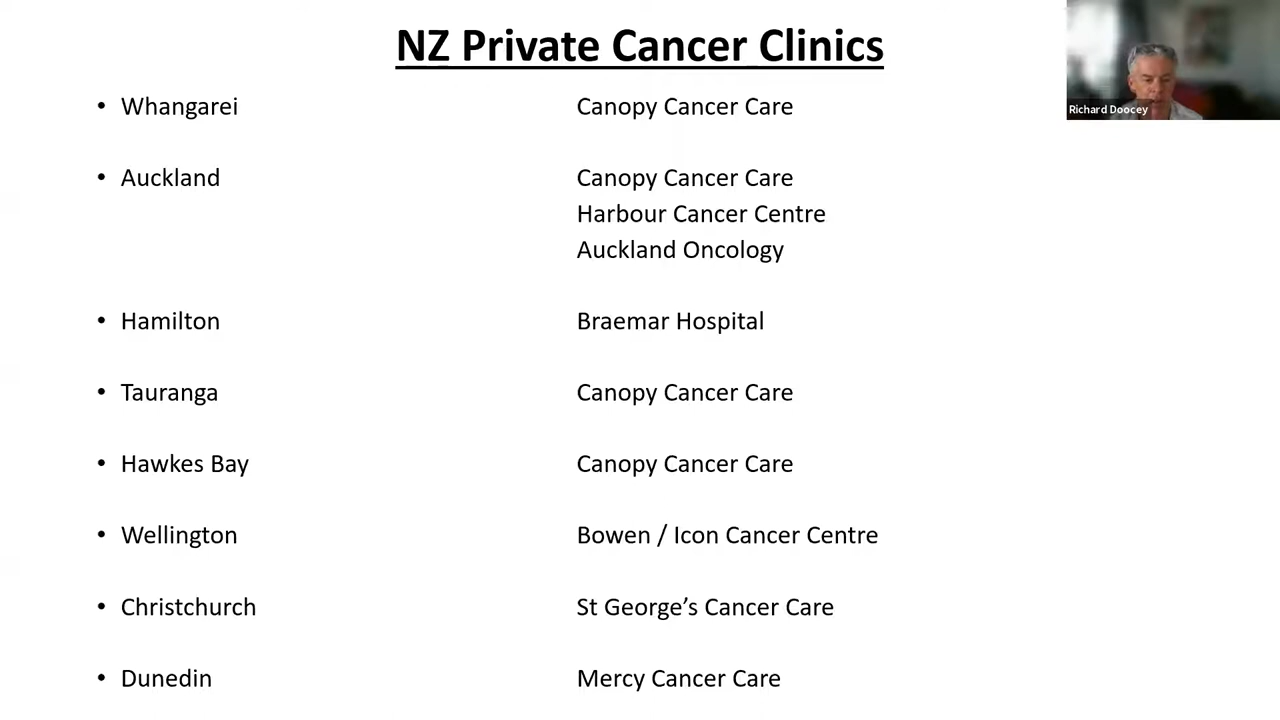 NZ Private Cancer Clinics
Richard Doocey
• Whangarei Canopy Cancer Care
• Auckland Canopy Cancer Care
Harbour Cancer Centre
Auckland Oncology
• Hamilton Braemar Hospital
• Tauranga Canopy Cancer Care
• Hawkes Bay Canopy Cancer Care
• Wellington Bowen / Icon Cancer Centre
• Christchurch St George’s Cancer Care
• Dunedin Mercy Cancer Care